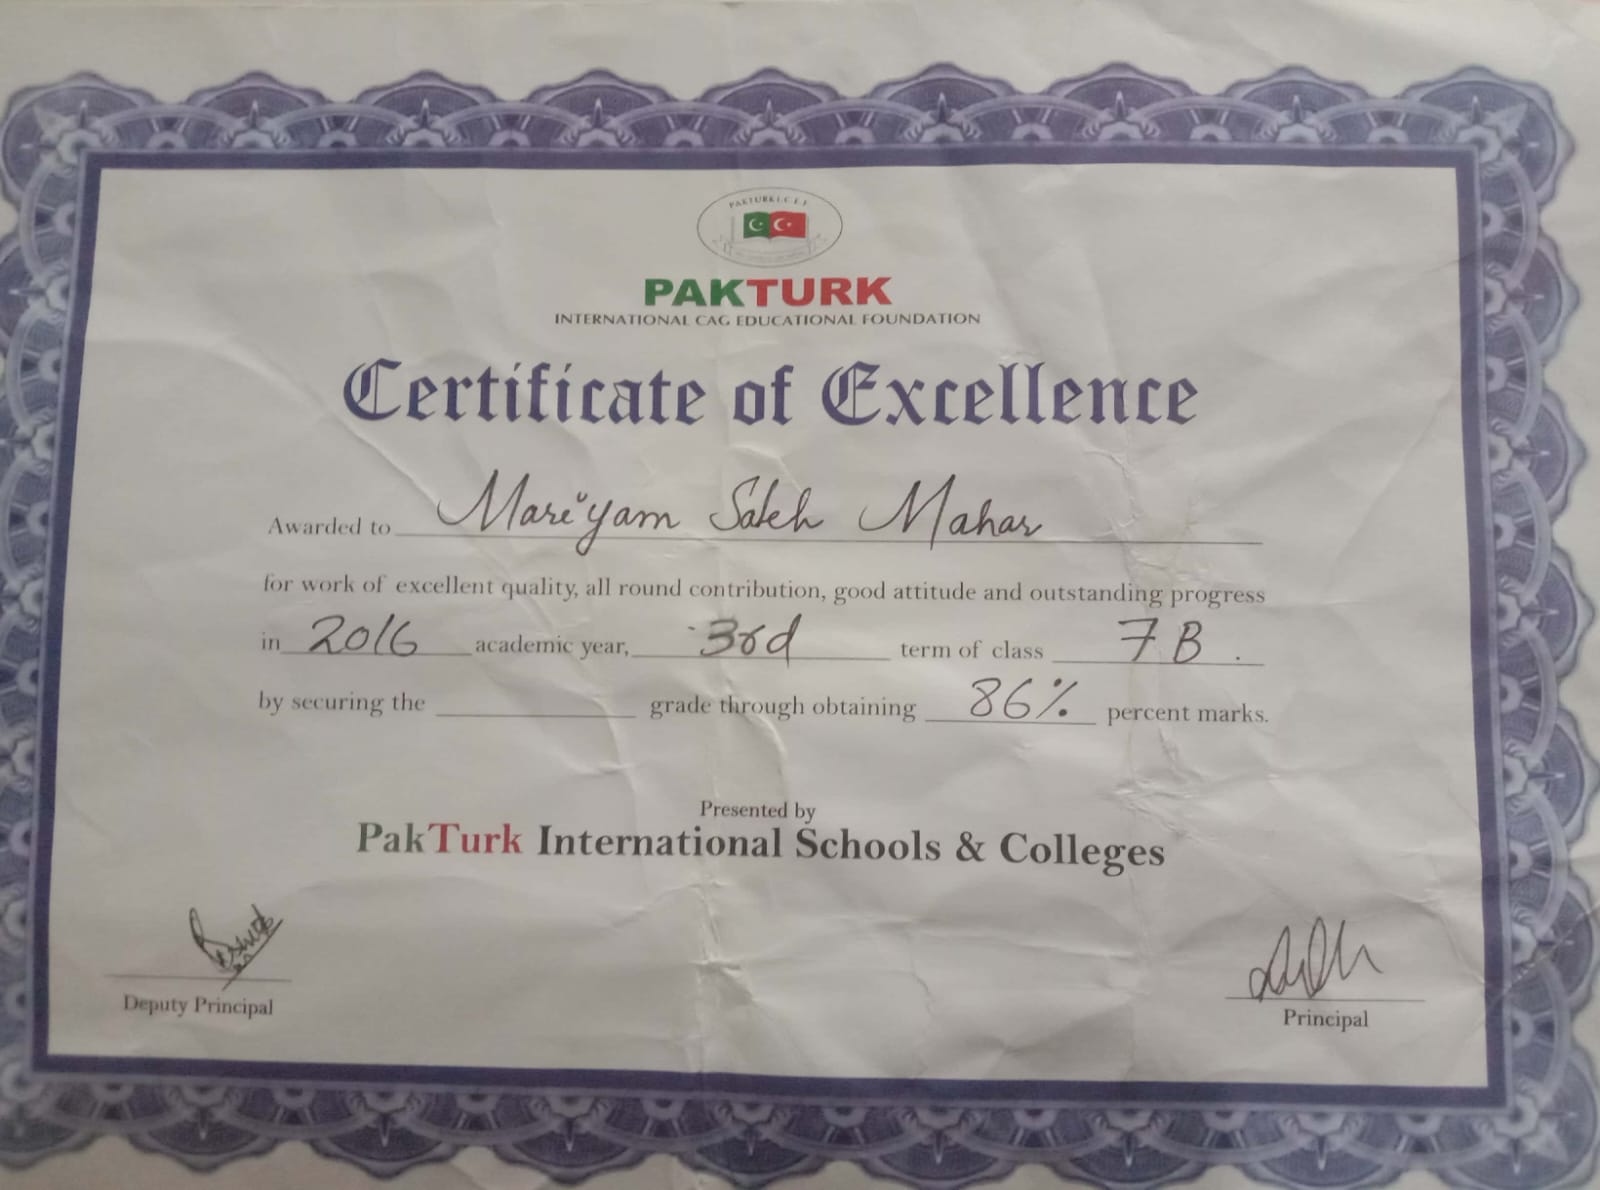 PAKTURK I.C.E.F
PAKTURK
INTERNATIONAL CAG EDUCATIONAL FOUNDATION
Certificate of Excellence
Awarded to Mariyam Saleh Mahar
for work of excellent quality, all round contribution, good attitude and outstanding progress
in 2016 academic year, 3rd term of class 7B.
by securing the grade through obtaining 86% percent marks.
Presented by
PakTurk International Schools & Colleges
Deputy Principal
Principal